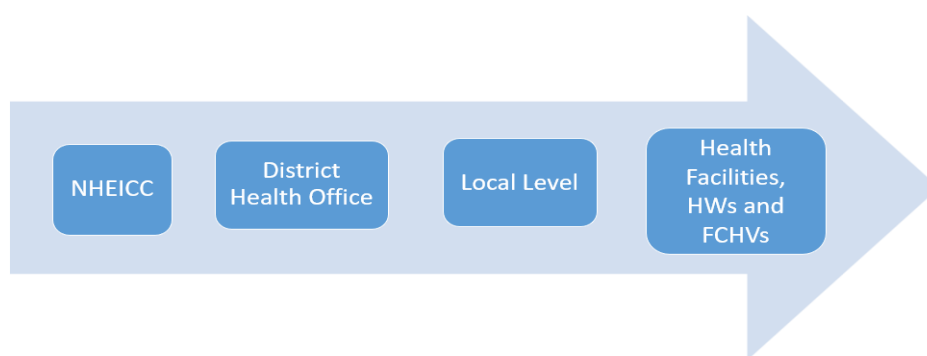 NHEICC
District
Health Office
Local Level
Health
Facilities,
HWs and
FCHVs